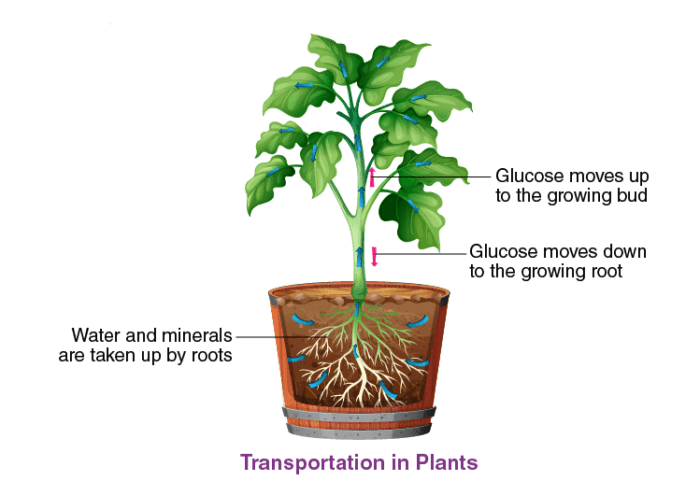 Glucose moves up
to the growing bud
Glucose moves down
to the growing root
Water and minerals
are taken up by roots
Transportation in Plants